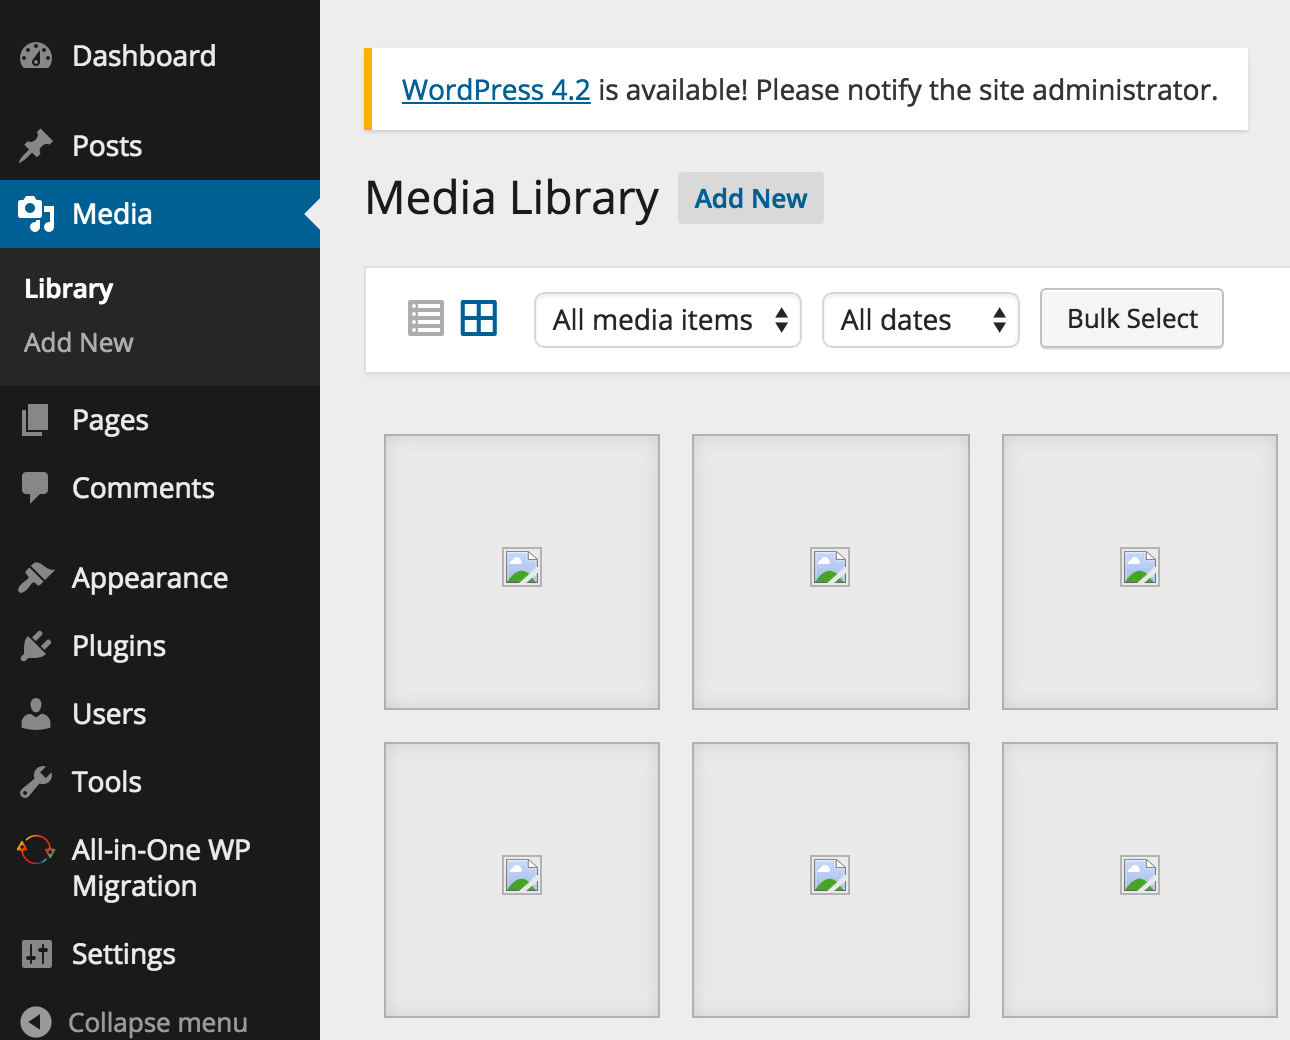 Dashboard
Posts
Media
Library
Add New
Pages
Comments
Appearance
Plugins
Users
Tools
All-in-One WP
Migration
Settings
Collapse menu
WordPress 4.2 is available! Please notify the site administrator.
Media Library
Add New
All media items
All dates
Bulk Select